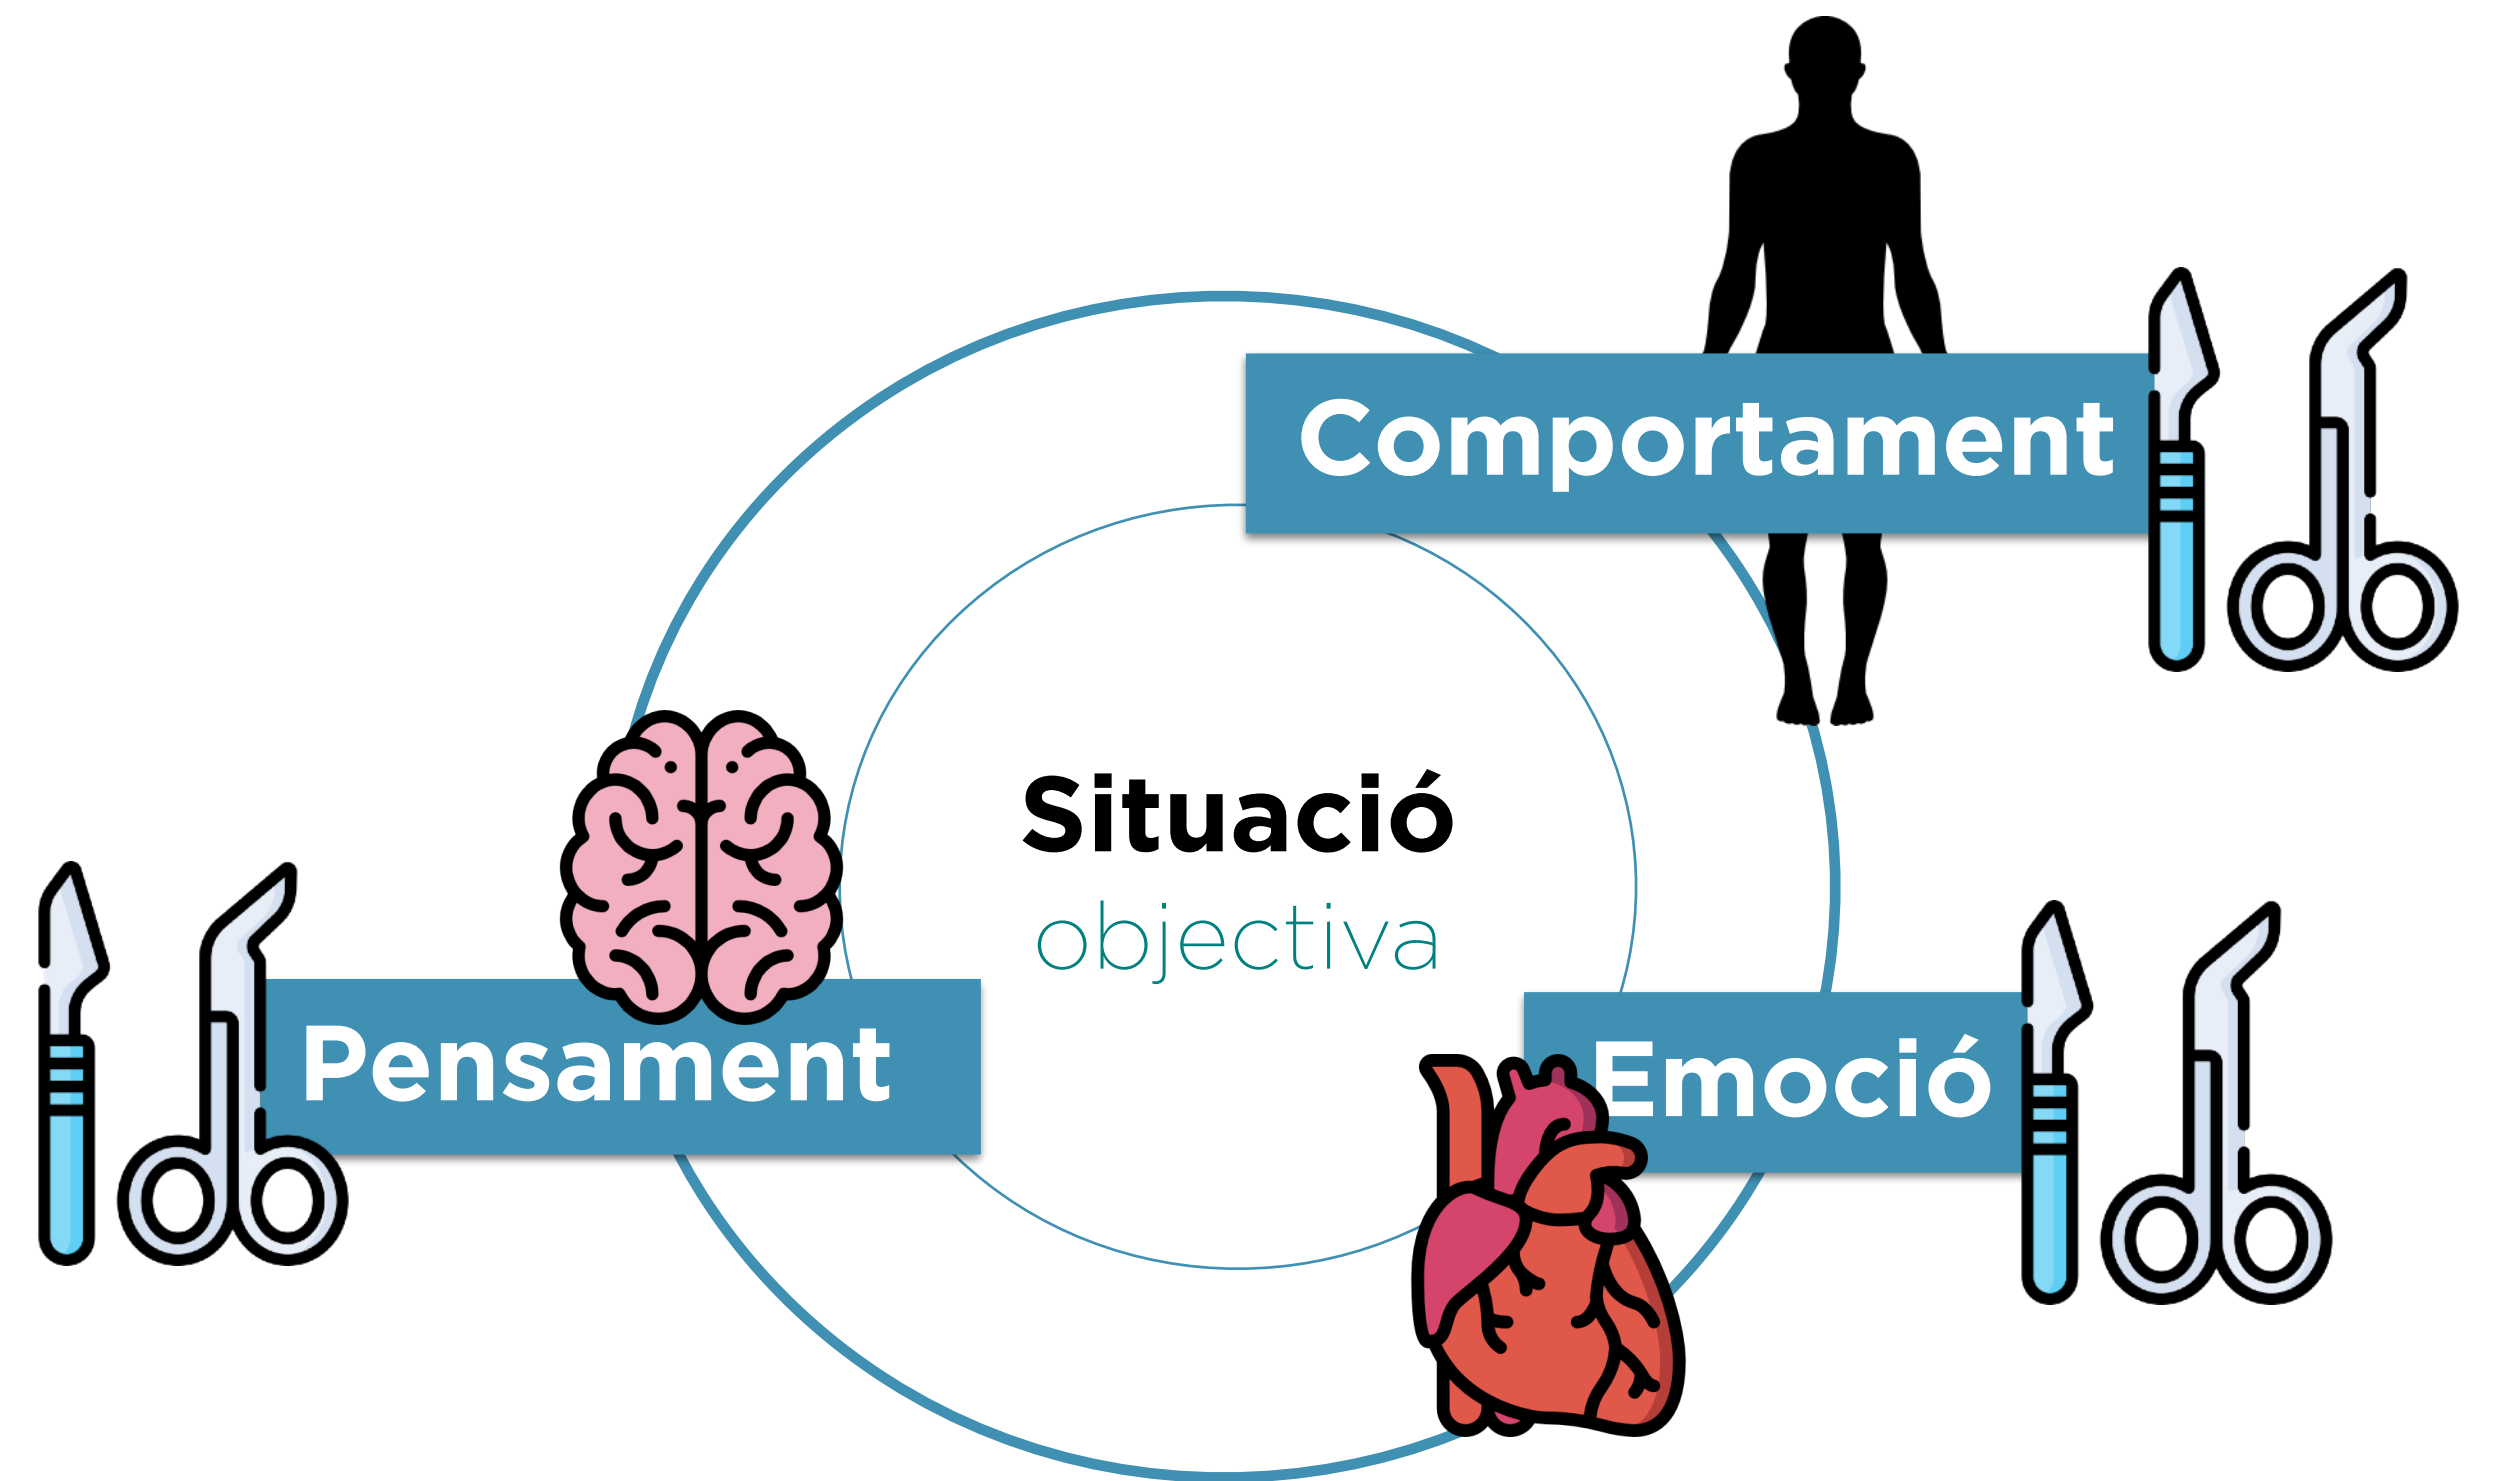 Comportament
Situació
objectiva
Pensament
Emoció